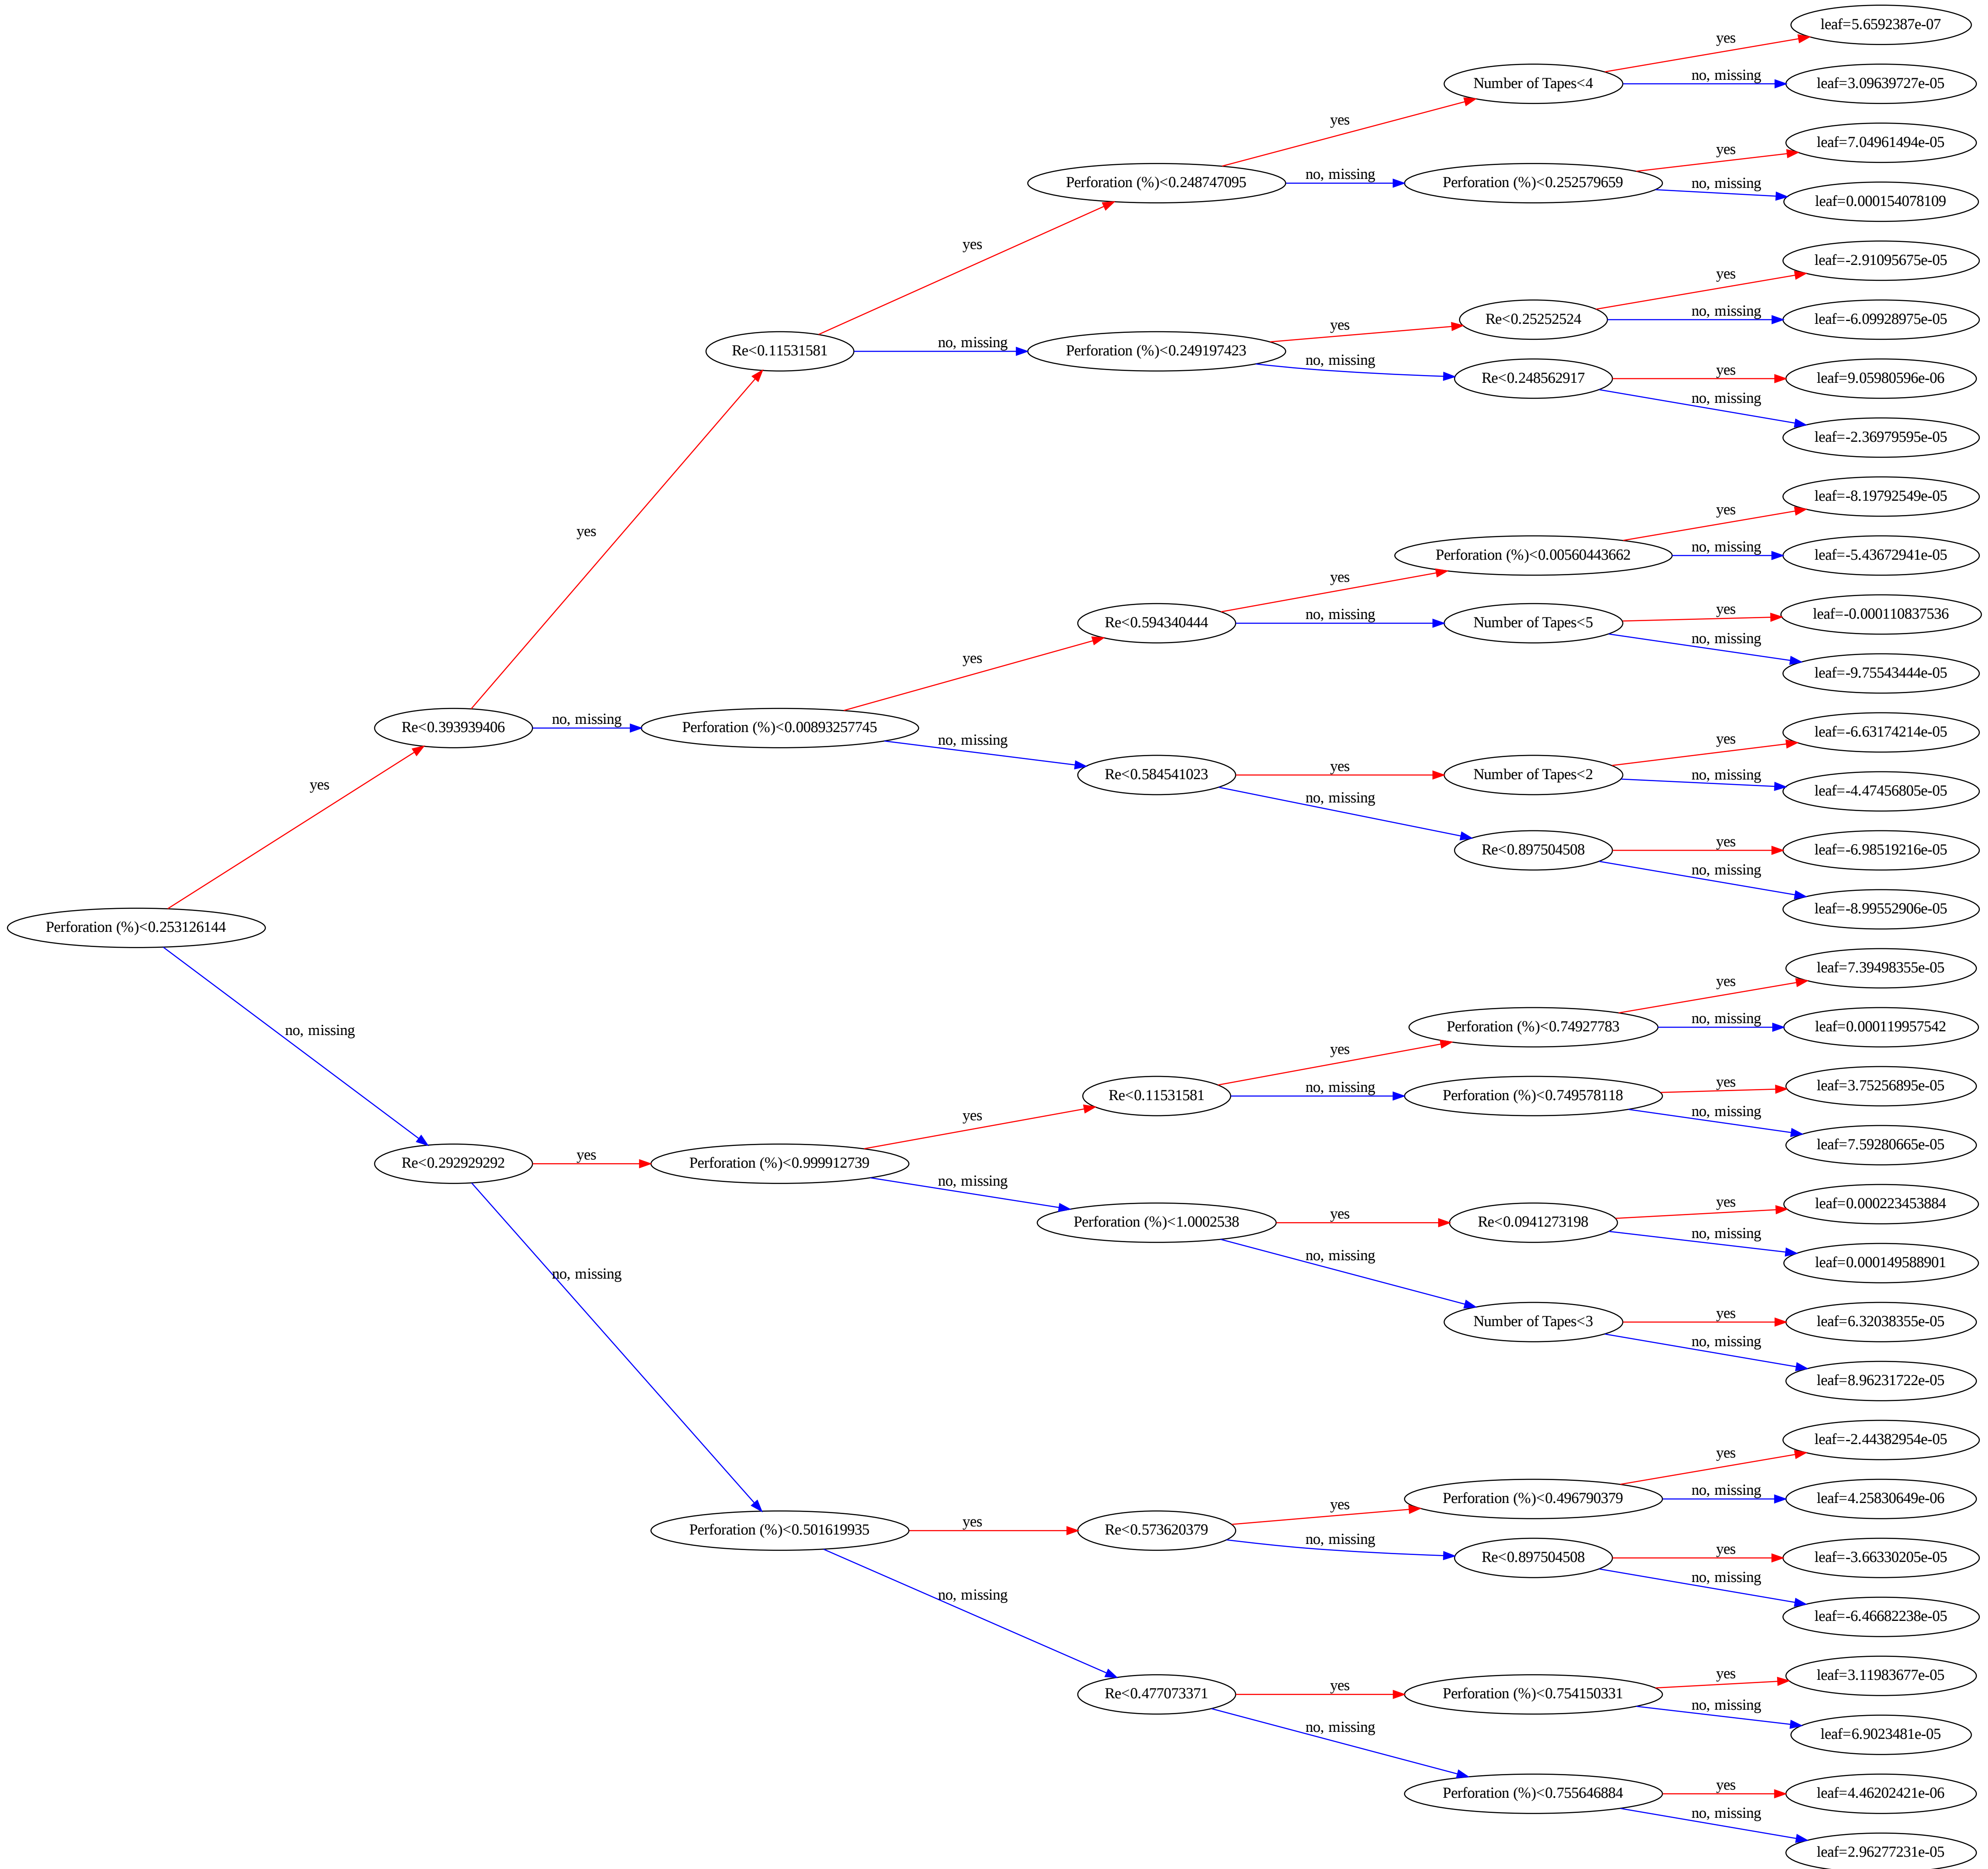 leaf=5.6592387e-07
yes
Number of Tapes<4
no, missing
leaf=3.09639727e-05
yes
leaf=7.04961494e-05
yes
Perforation (%)<0.248747095
no, missing
Perforation (%)<0.252579659
no, missing
leaf=0.000154078109
yes
leaf=-2.91095675e-05
yes
Re<0.25252524
no, missing
leaf=-6.09928975e-05
yes
Re<0.11531581
no, missing
Perforation (%)<0.249197423
no, missing
Re<0.248562917
yes
leaf=9.05980596e-06
no, missing
leaf=-2.36979595e-05
yes
leaf=-8.19792549e-05
yes
Perforation (%)<0.00560443662
no, missing
leaf=-5.43672941e-05
yes
Re<0.594340444
no, missing
Number of Tapes<5
yes
leaf=-0.000110837536
no, missing
leaf=-9.75543444e-05
yes
Re<0.393939406
no, missing
Perforation (%)<0.00893257745
no, missing
leaf=-6.63174214e-05
yes
Re<0.584541023
yes
Number of Tapes<2
no, missing
leaf=-4.47456805e-05
yes
no, missing
Re<0.897504508
yes
leaf=-6.98519216e-05
no, missing
leaf=-8.99552906e-05
Perforation (%)<0.253126144
no, missing
leaf=7.39498355e-05
yes
Perforation (%)<0.74927783
no, missing
leaf=0.000119957542
yes
Re<0.11531581
no, missing
Perforation (%)<0.749578118
yes
leaf=3.75256895e-05
no, missing
leaf=7.59280665e-05
yes
Re<0.292929292
yes
Perforation (%)<0.999912739
no, missing
leaf=0.000223453884
yes
Perforation (%)<1.0002538
yes
Re<0.0941273198
no, missing
leaf=0.000149588901
no, missing
no, missing
Number of Tapes<3
yes
leaf=6.32038355e-05
no, missing
leaf=8.96231722e-05
leaf=-2.44382954e-05
yes
Perforation (%)<0.496790379
no, missing
leaf=4.25830649e-06
yes
Perforation (%)<0.501619935
yes
Re<0.573620379
no, missing
Re<0.897504508
yes
leaf=-3.66330205e-05
no, missing
leaf=-6.46682238e-05
no, missing
leaf=3.11983677e-05
yes
Re<0.477073371
yes
Perforation (%)<0.754150331
no, missing
leaf=6.9023481e-05
no, missing
Perforation (%)<0.755646884
yes
leaf=4.46202421e-06
no, missing
leaf=2.96277231e-05